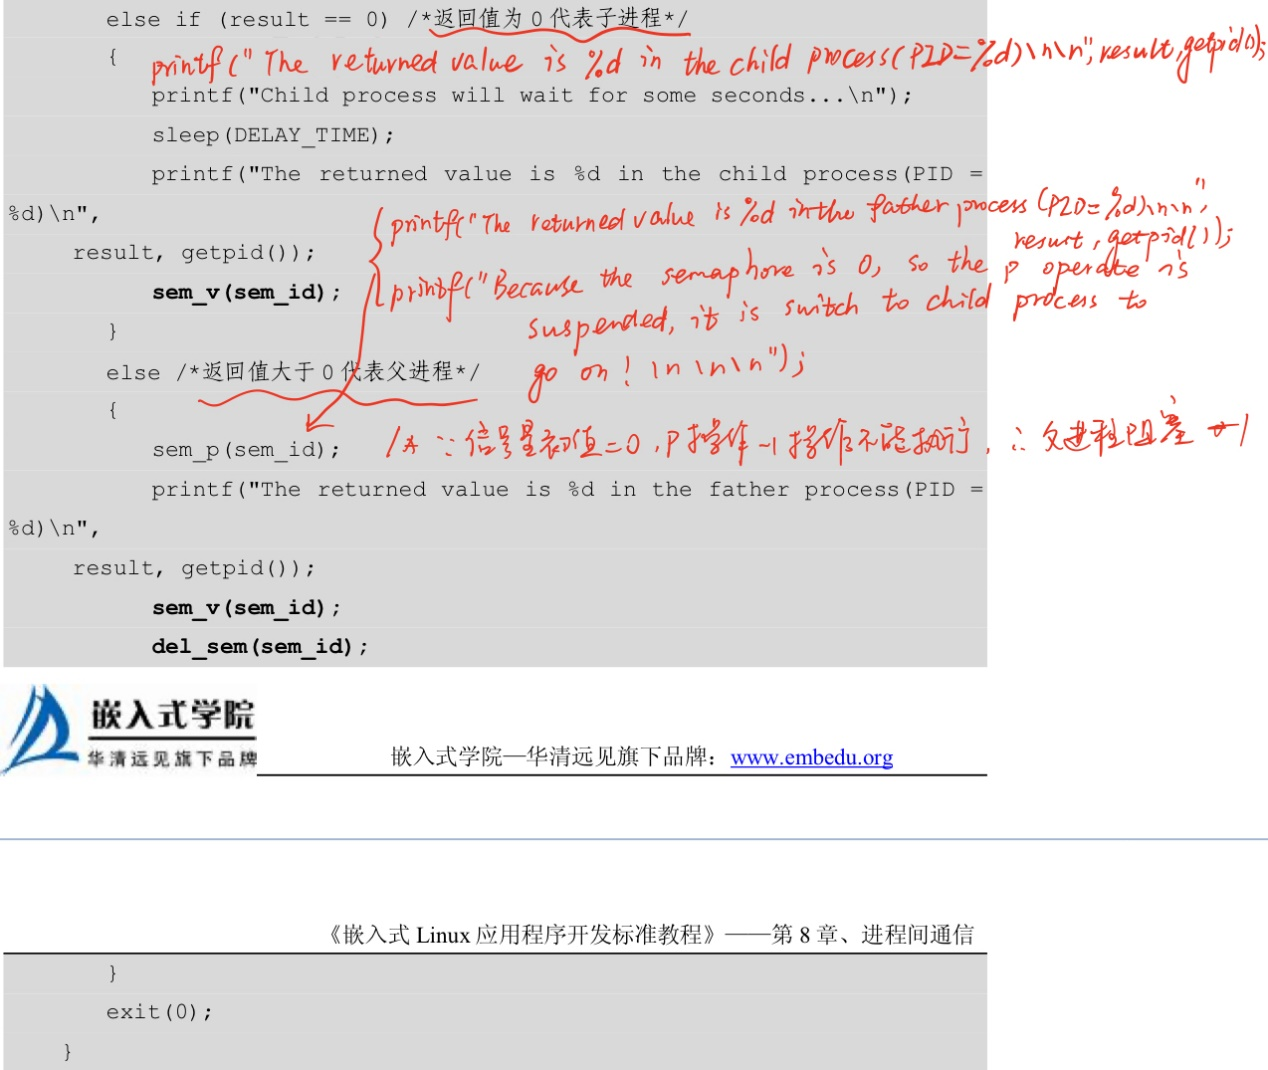 else if (result == 0) /*返回值为 0 代表子进程*/
{ printf("The returned value is %d in the child process(PID=%d)\n\n", result,getpid());
printf("Child process will wait for some seconds...\n");
sleep(DELAY_TIME);
printf("The returned value is %d in the child process(PID =
%d)\n",
printf("The returned value is %d in the father process (PID=%d)\n\n",
result, getpid());
result, getpid());
printf("Because the semaphore is 0, so the p operate is
sem_v(sem_id);
suspended, it is switch to child process to
}
go on! \n\n\n");
else /*返回值大于 0 代表父进程*/
{
sem_p(sem_id); /* ∵信号量初值=0,P操作-1操作不能执行,∴父进程阻塞 */
printf("The returned value is %d in the father process(PID =
%d)\n",
result, getpid());
sem_v(sem_id);
del_sem(sem_id);
嵌入式学院
华清远见旗下品牌
嵌入式学院—华清远见旗下品牌：www.embedu.org
《嵌入式 Linux 应用程序开发标准教程》——第 8 章、进程间通信
}
exit(0);
}